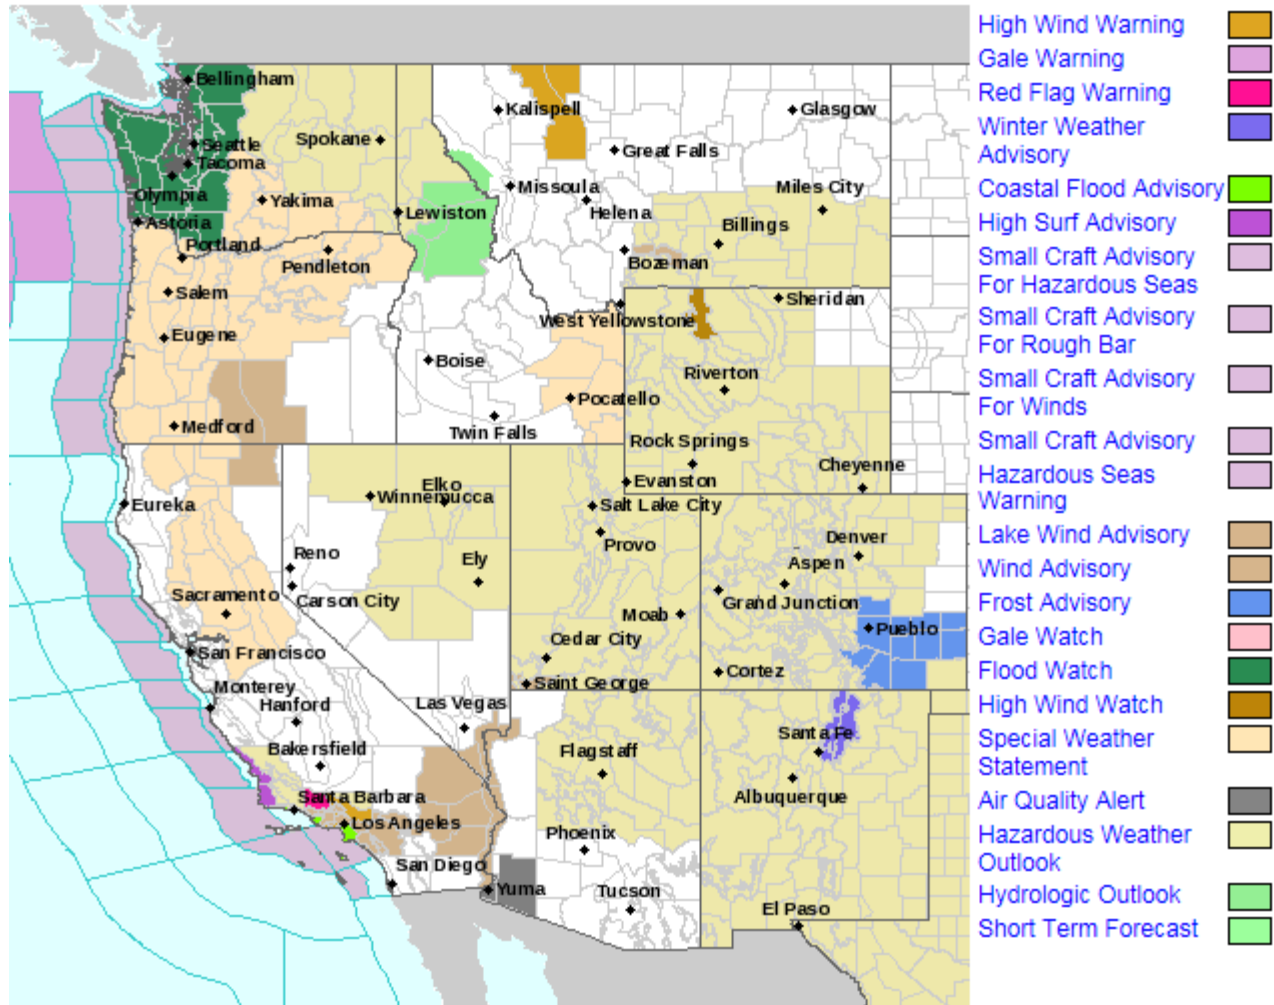 High Wind Warning
Gale Warning
Red Flag Warning
Winter Weather
Advisory
Coastal Flood Advisory
High Surf Advisory
Small Craft Advisory
For Hazardous Seas
Small Craft Advisory
For Rough Bar
Small Craft Advisory
For Winds
Small Craft Advisory
Hazardous Seas
Warning
Lake Wind Advisory
Wind Advisory
Frost Advisory
Gale Watch
Flood Watch
High Wind Watch
Special Weather
Statement
Air Quality Alert
Hazardous Weather
Outlook
Hydrologic Outlook
Short Term Forecast
Bellingham
Kalispell
Glasgow
Seattle
Spokane
Great Falls
Tacoma
Olympia
Yakima
Missoula
Miles City
Lewiston
Helena
Astoria
Billings
Portland
Pendleton
Bozeman
Salem
Sheridan
West Yellowstone
Eugene
Boise
Riverton
Pocatello
Medford
Twin Falls
Rock Springs
Cheyenne
Evanston
Elko
Winnemucca
Eureka
Salt Lake City
Provo
Denver
Reno
Ely
Aspen
Sacramento
Carson City
Grand Junction
Moab
Pueblo
Cedar City
San Francisco
Cortez
Saint George
Monterey
Hanford
Las Vegas
Santa Fe
Bakersfield
Flagstaff
Albuquerque
Santa Barbara
Los Angeles
Phoenix
San Diego
Yuma
Tucson
El Paso